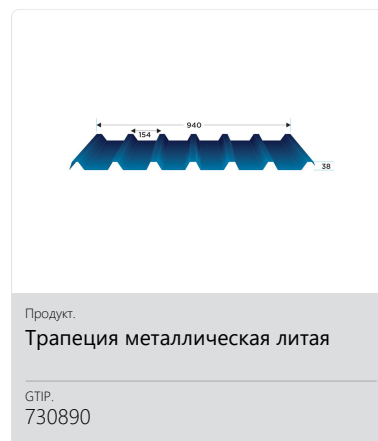 940
154
38
Продукт.
Трапеция металлическая литая
GTIP.
730890